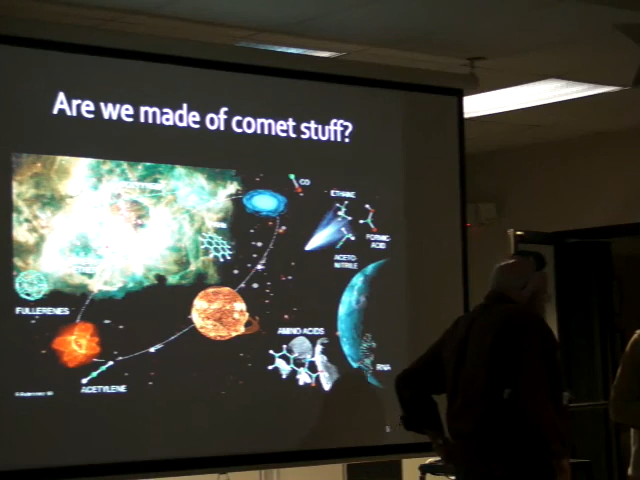 Are we made of comet stuff?
CO
ETHANE
FORMIC
ACID
ACETO-
NITRILE
FULLERENES
AMINO ACIDS
RNA
ACETYLENE